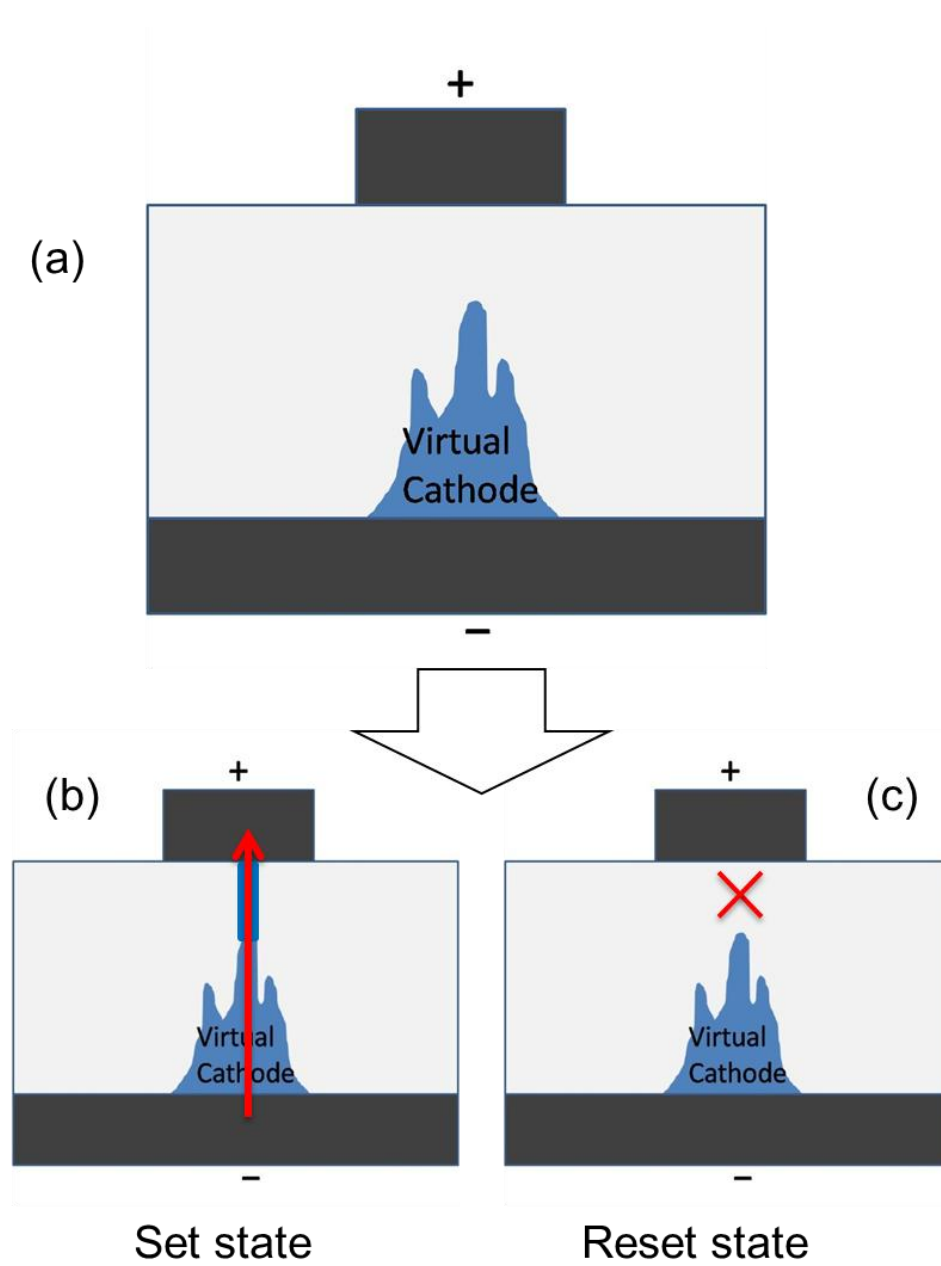 +
(a)
Virtual
Cathode
−
(b)
+
Virtual
Cathode
−
Set state
+
(c)
Virtual
Cathode
−
Reset state